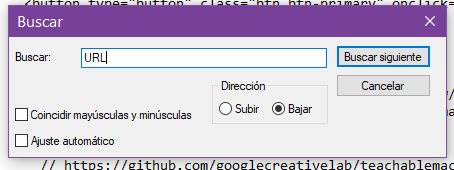 <button type="button" class="btn btn-primary" onclick=
Buscar
Buscar:
URL
Buscar siguiente
Cancelar
Dirección
Subir
Bajar
Coincidir mayúsculas y minúsculas
Ajuste automático
// https://github.com/googlecreativelab/teachablemac